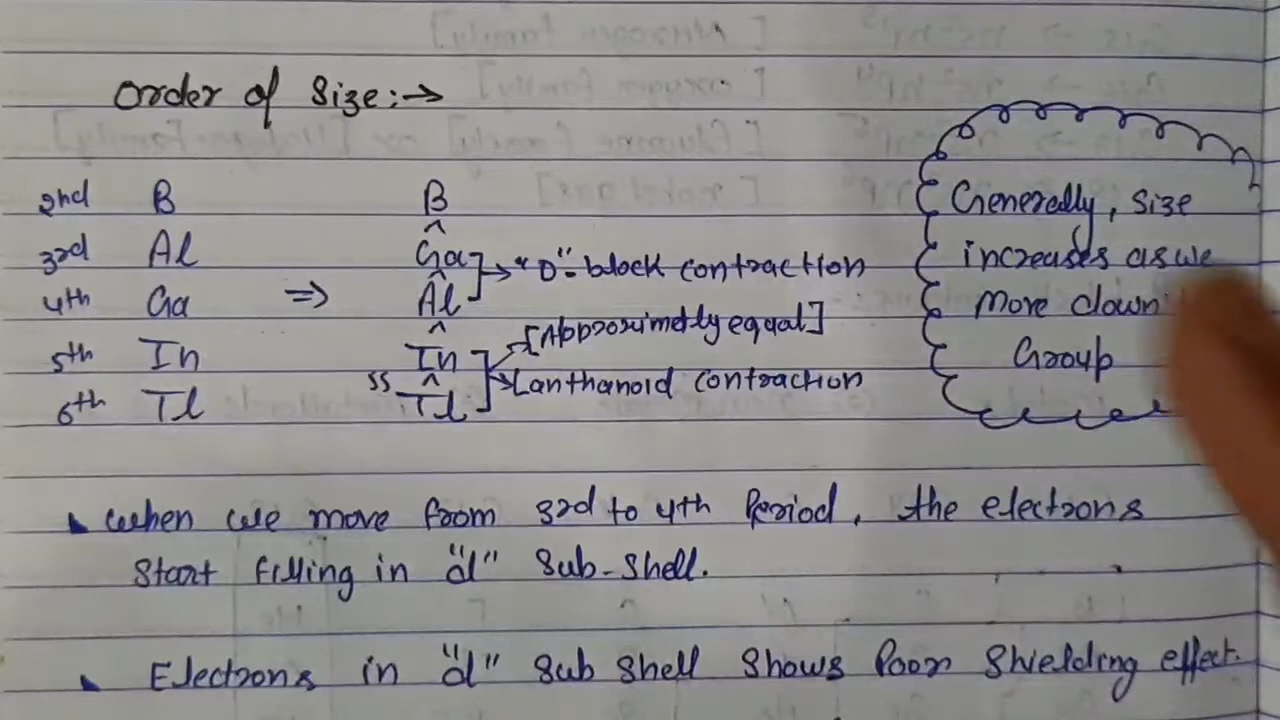 Order of Size:→
2nd B B
^
3rd Al Ga ] → "D"-block contraction
^
4th Ga ⇒ Al
^ [Approximetly equal]
5th In In
^ Lanthanoid contraction
6th Tl SS Tl
Generally, size
increases as we
move down
Group
When we move from 3rd to 4th Period, the electrons
start filling in "d" Sub-Shell.
Electrons in "d" Sub Shell Shows Poor Shielding effect.